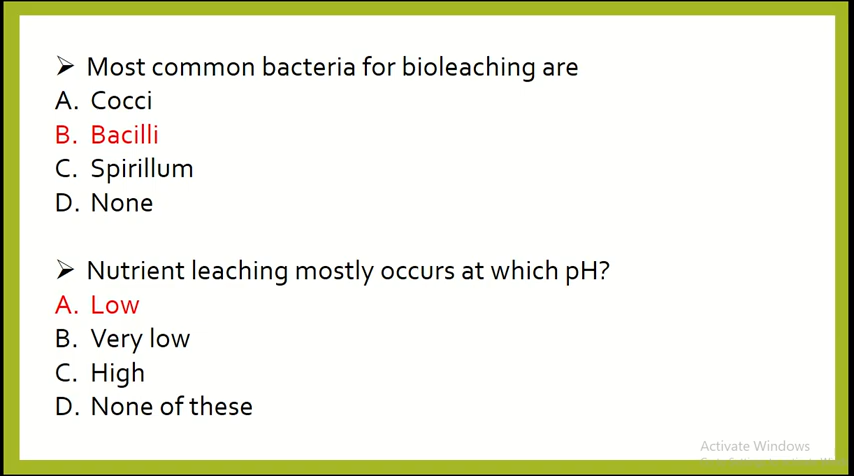 ➢ Most common bacteria for bioleaching are
A. Cocci
B. Bacilli
C. Spirillum
D. None
➢ Nutrient leaching mostly occurs at which pH?
A. Low
B. Very low
C. High
D. None of these
Activate Windows